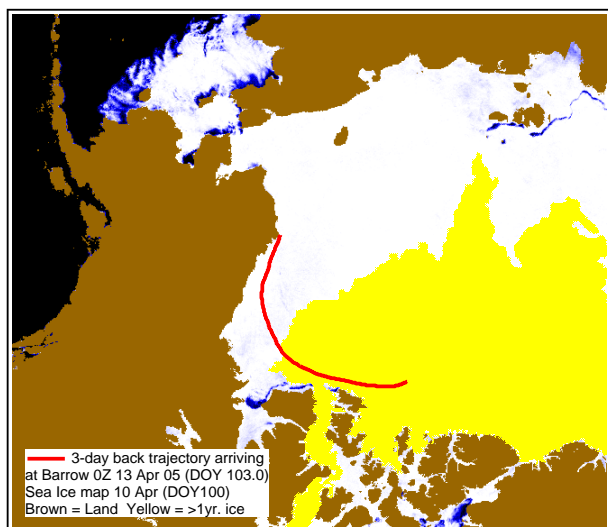 3-day back trajectory arriving
at Barrow 0Z 13 Apr 05 (DOY 103.0)
Sea Ice map 10 Apr (DOY100)
Brown = Land Yellow = >1yr. ice